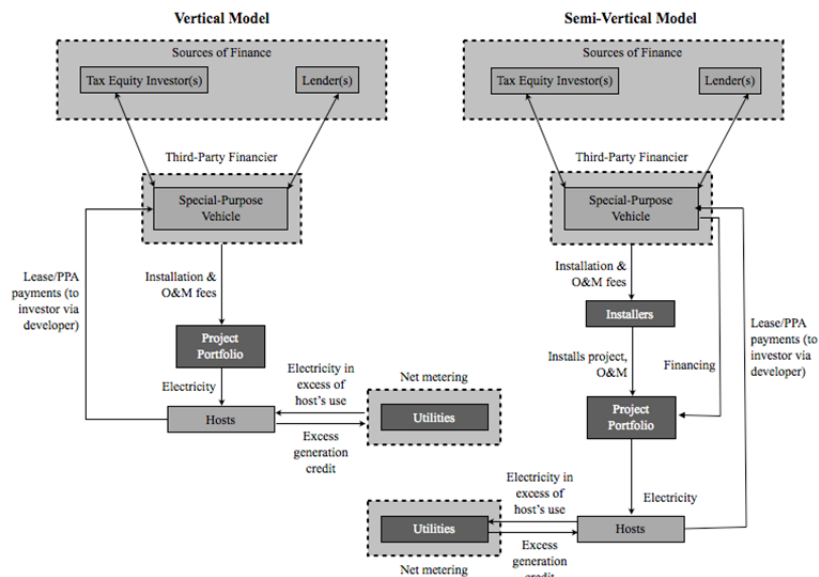 Vertical Model
Sources of Finance
Tax Equity Investor(s)
Lender(s)
Third-Party Financier
Special-Purpose
Vehicle
Lease/PPA
payments (to
investor via
developer)
Installation &
O&M fees
Project
Portfolio
Electricity
Hosts
Electricity in
excess of
host's use
Excess
generation
credit
Net metering
Utilities
Semi-Vertical Model
Sources of Finance
Tax Equity Investor(s)
Lender(s)
Third-Party Financier
Special-Purpose
Vehicle
Installation &
O&M fees
Installers
Installs project,
O&M
Financing
Lease/PPA
payments (to
investor via
developer)
Project
Portfolio
Electricity
Electricity in
excess of
host's use
Utilities
Hosts
Excess
generation
credit
Net metering